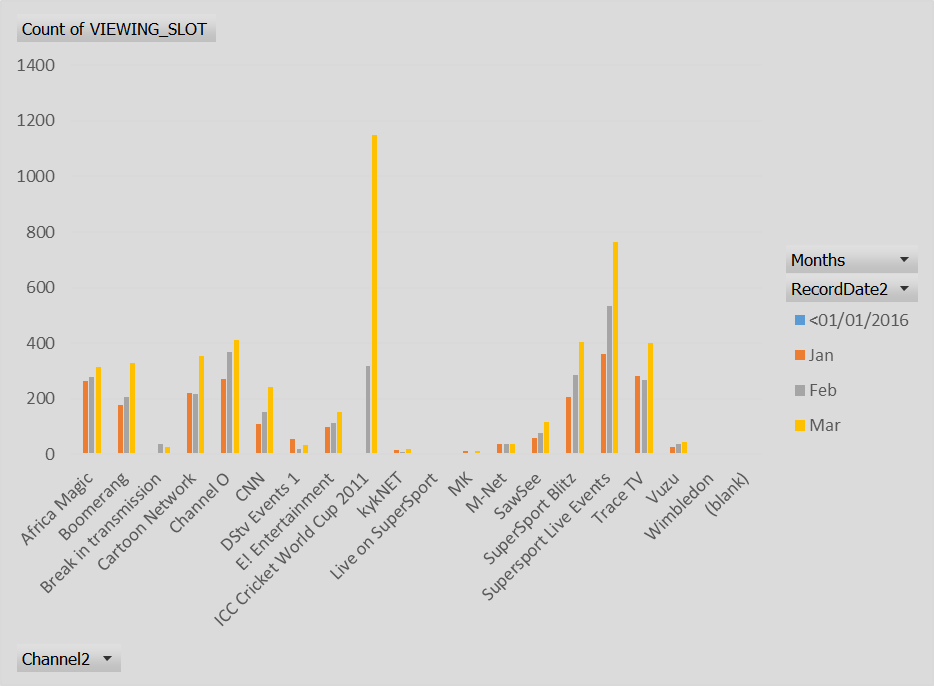 Count of VIEWING_SLOT
1400
1200
1000
800
600
400
200
0
Africa Magic
Boomerang
Break in transmission
Cartoon Network
Channel O
CNN
DStv Events 1
E! Entertainment
ICC Cricket World Cup 2011
kykNET
Live on SuperSport
MK
M-Net
SawSee
SuperSport Blitz
Supersport Live Events
Trace TV
Vuzu
Wimbledon
(blank)
Months
RecordDate2
<01/01/2016
Jan
Feb
Mar
Channel2